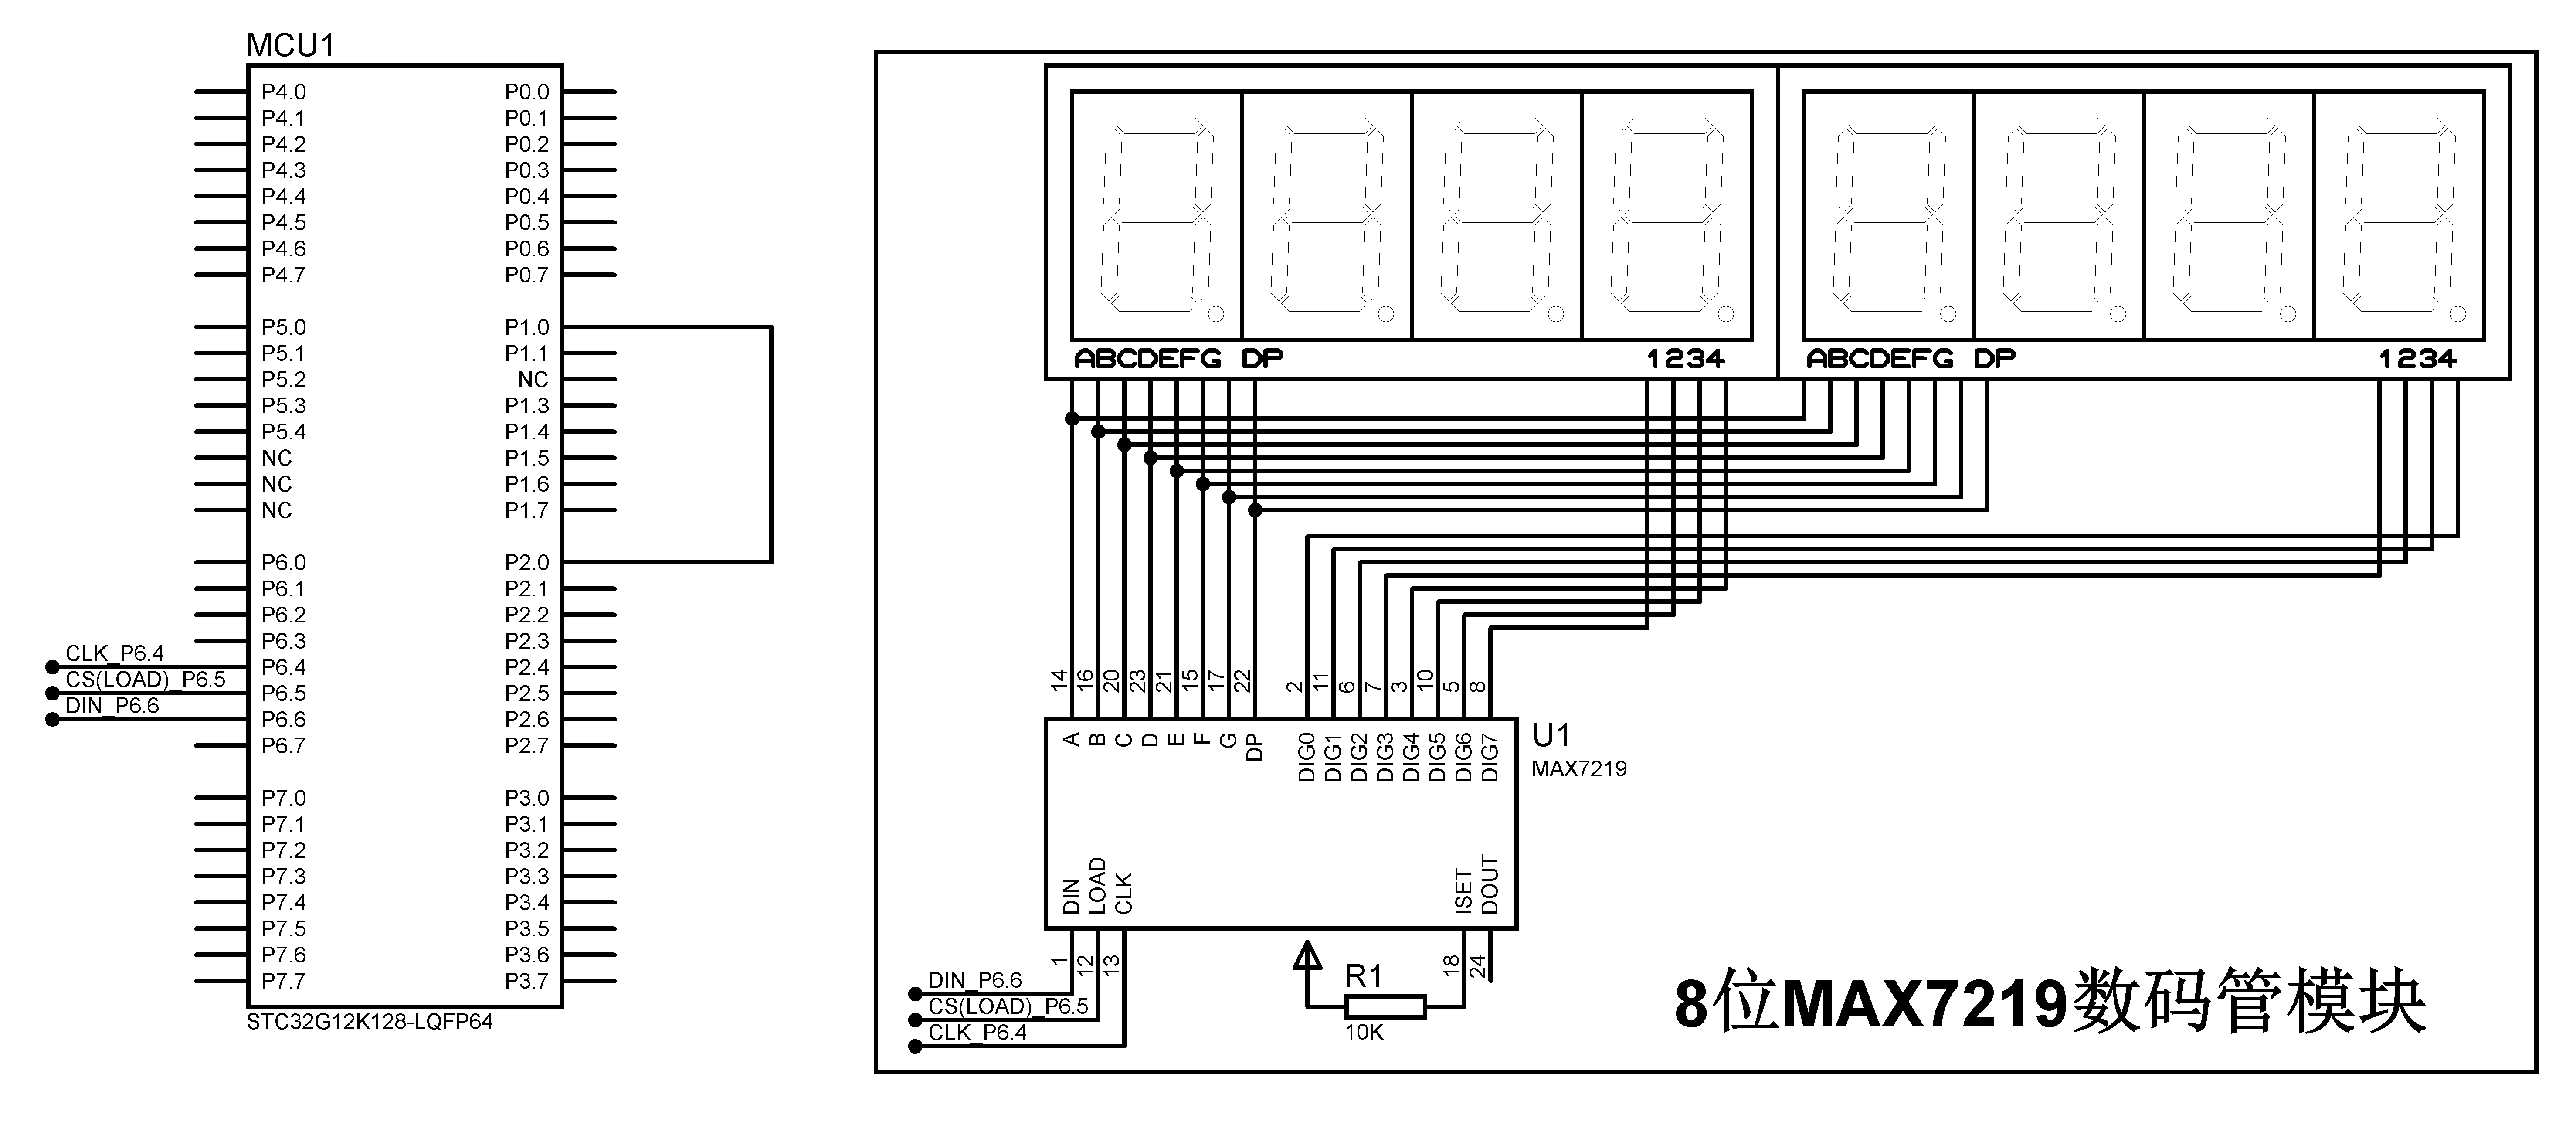 MCU1
P4.0 P0.0
P4.1 P0.1
P4.2 P0.2
P4.3 P0.3
P4.4 P0.4
P4.5 P0.5
P4.6 P0.6
P4.7 P0.7
P5.0 P1.0
P5.1 P1.1
P5.2 NC
P5.3 P1.3
P5.4 P1.4
NC P1.5
NC P1.6
NC P1.7
P6.0 P2.0
P6.1 P2.1
P6.2 P2.2
P6.3 P2.3
CLK_P6.4 P6.4 P2.4
CS(LOAD)_P6.5 P6.5 P2.5
DIN_P6.6 P6.6 P2.6
P6.7 P2.7
P7.0 P3.0
P7.1 P3.1
P7.2 P3.2
P7.3 P3.3
P7.4 P3.4
P7.5 P3.5
P7.6 P3.6
P7.7 P3.7
STC32G12K128-LQFP64
ABCDEFG DP 1234 ABCDEFG DP 1234
14 16 20 23 21 15 17 22 2 11 6 7 3 10 5 8
A B C D E F G DP DIG0 DIG1 DIG2 DIG3 DIG4 DIG5 DIG6 DIG7
U1
MAX7219
DIN LOAD CLK ISET DOUT
1 12 13 18 24
DIN_P6.6
CS(LOAD)_P6.5
CLK_P6.4
R1
10K
8位MAX7219数码管模块